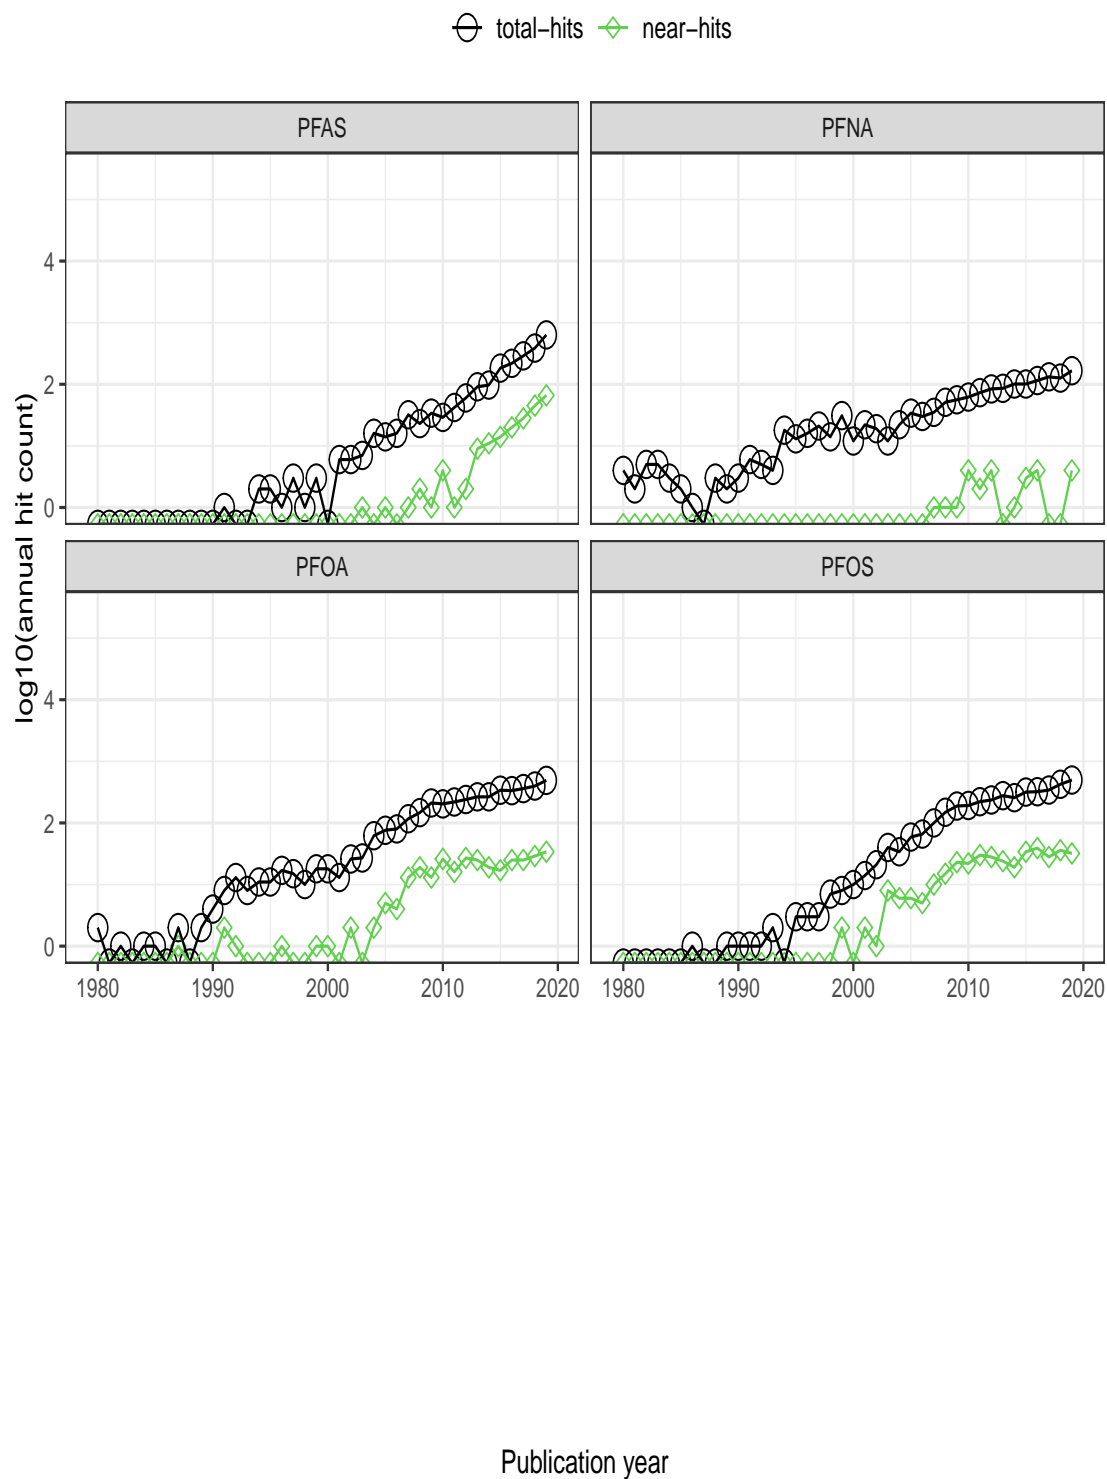 total−hits near−hits
PFAS PFNA
4
2
0
log10(annual hit count)
PFOA PFOS
4
2
0
1980 1990 2000 2010 2020 1980 1990 2000 2010 2020
Publication year